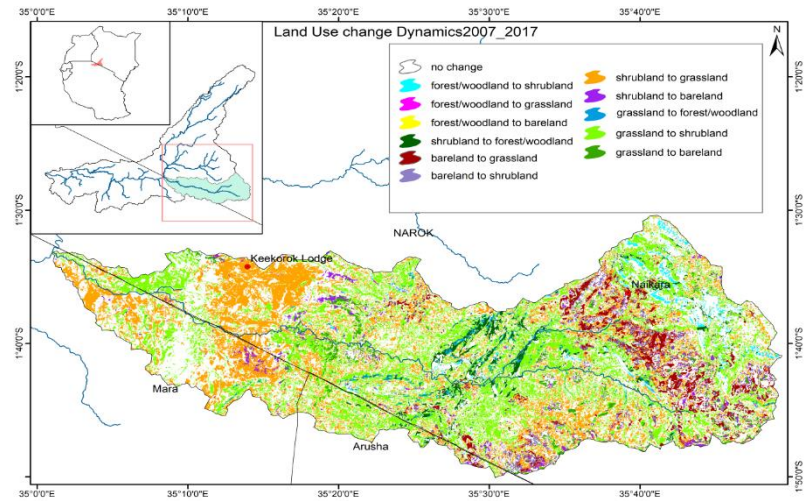 35°0'0"E 35°10'0"E 35°20'0"E 35°30'0"E 35°40'0"E
Land Use change Dynamics2007_2017
N
no change
forest/woodland to shrubland
forest/woodland to grassland
forest/woodland to bareland
shrubland to forest/woodland
bareland to grassland
bareland to shrubland
shrubland to grassland
shrubland to bareland
grassland to forest/woodland
grassland to shrubland
grassland to bareland
1°20'0"S 1°20'0"S
1°30'0"S 1°30'0"S
NAROK
Keekorok Lodge
Naikara
1°40'0"S 1°40'0"S
Mara
Arusha
1°50'0"S
35°0'0"E 35°10'0"E 35°20'0"E 35°30'0"E 35°40'0"E